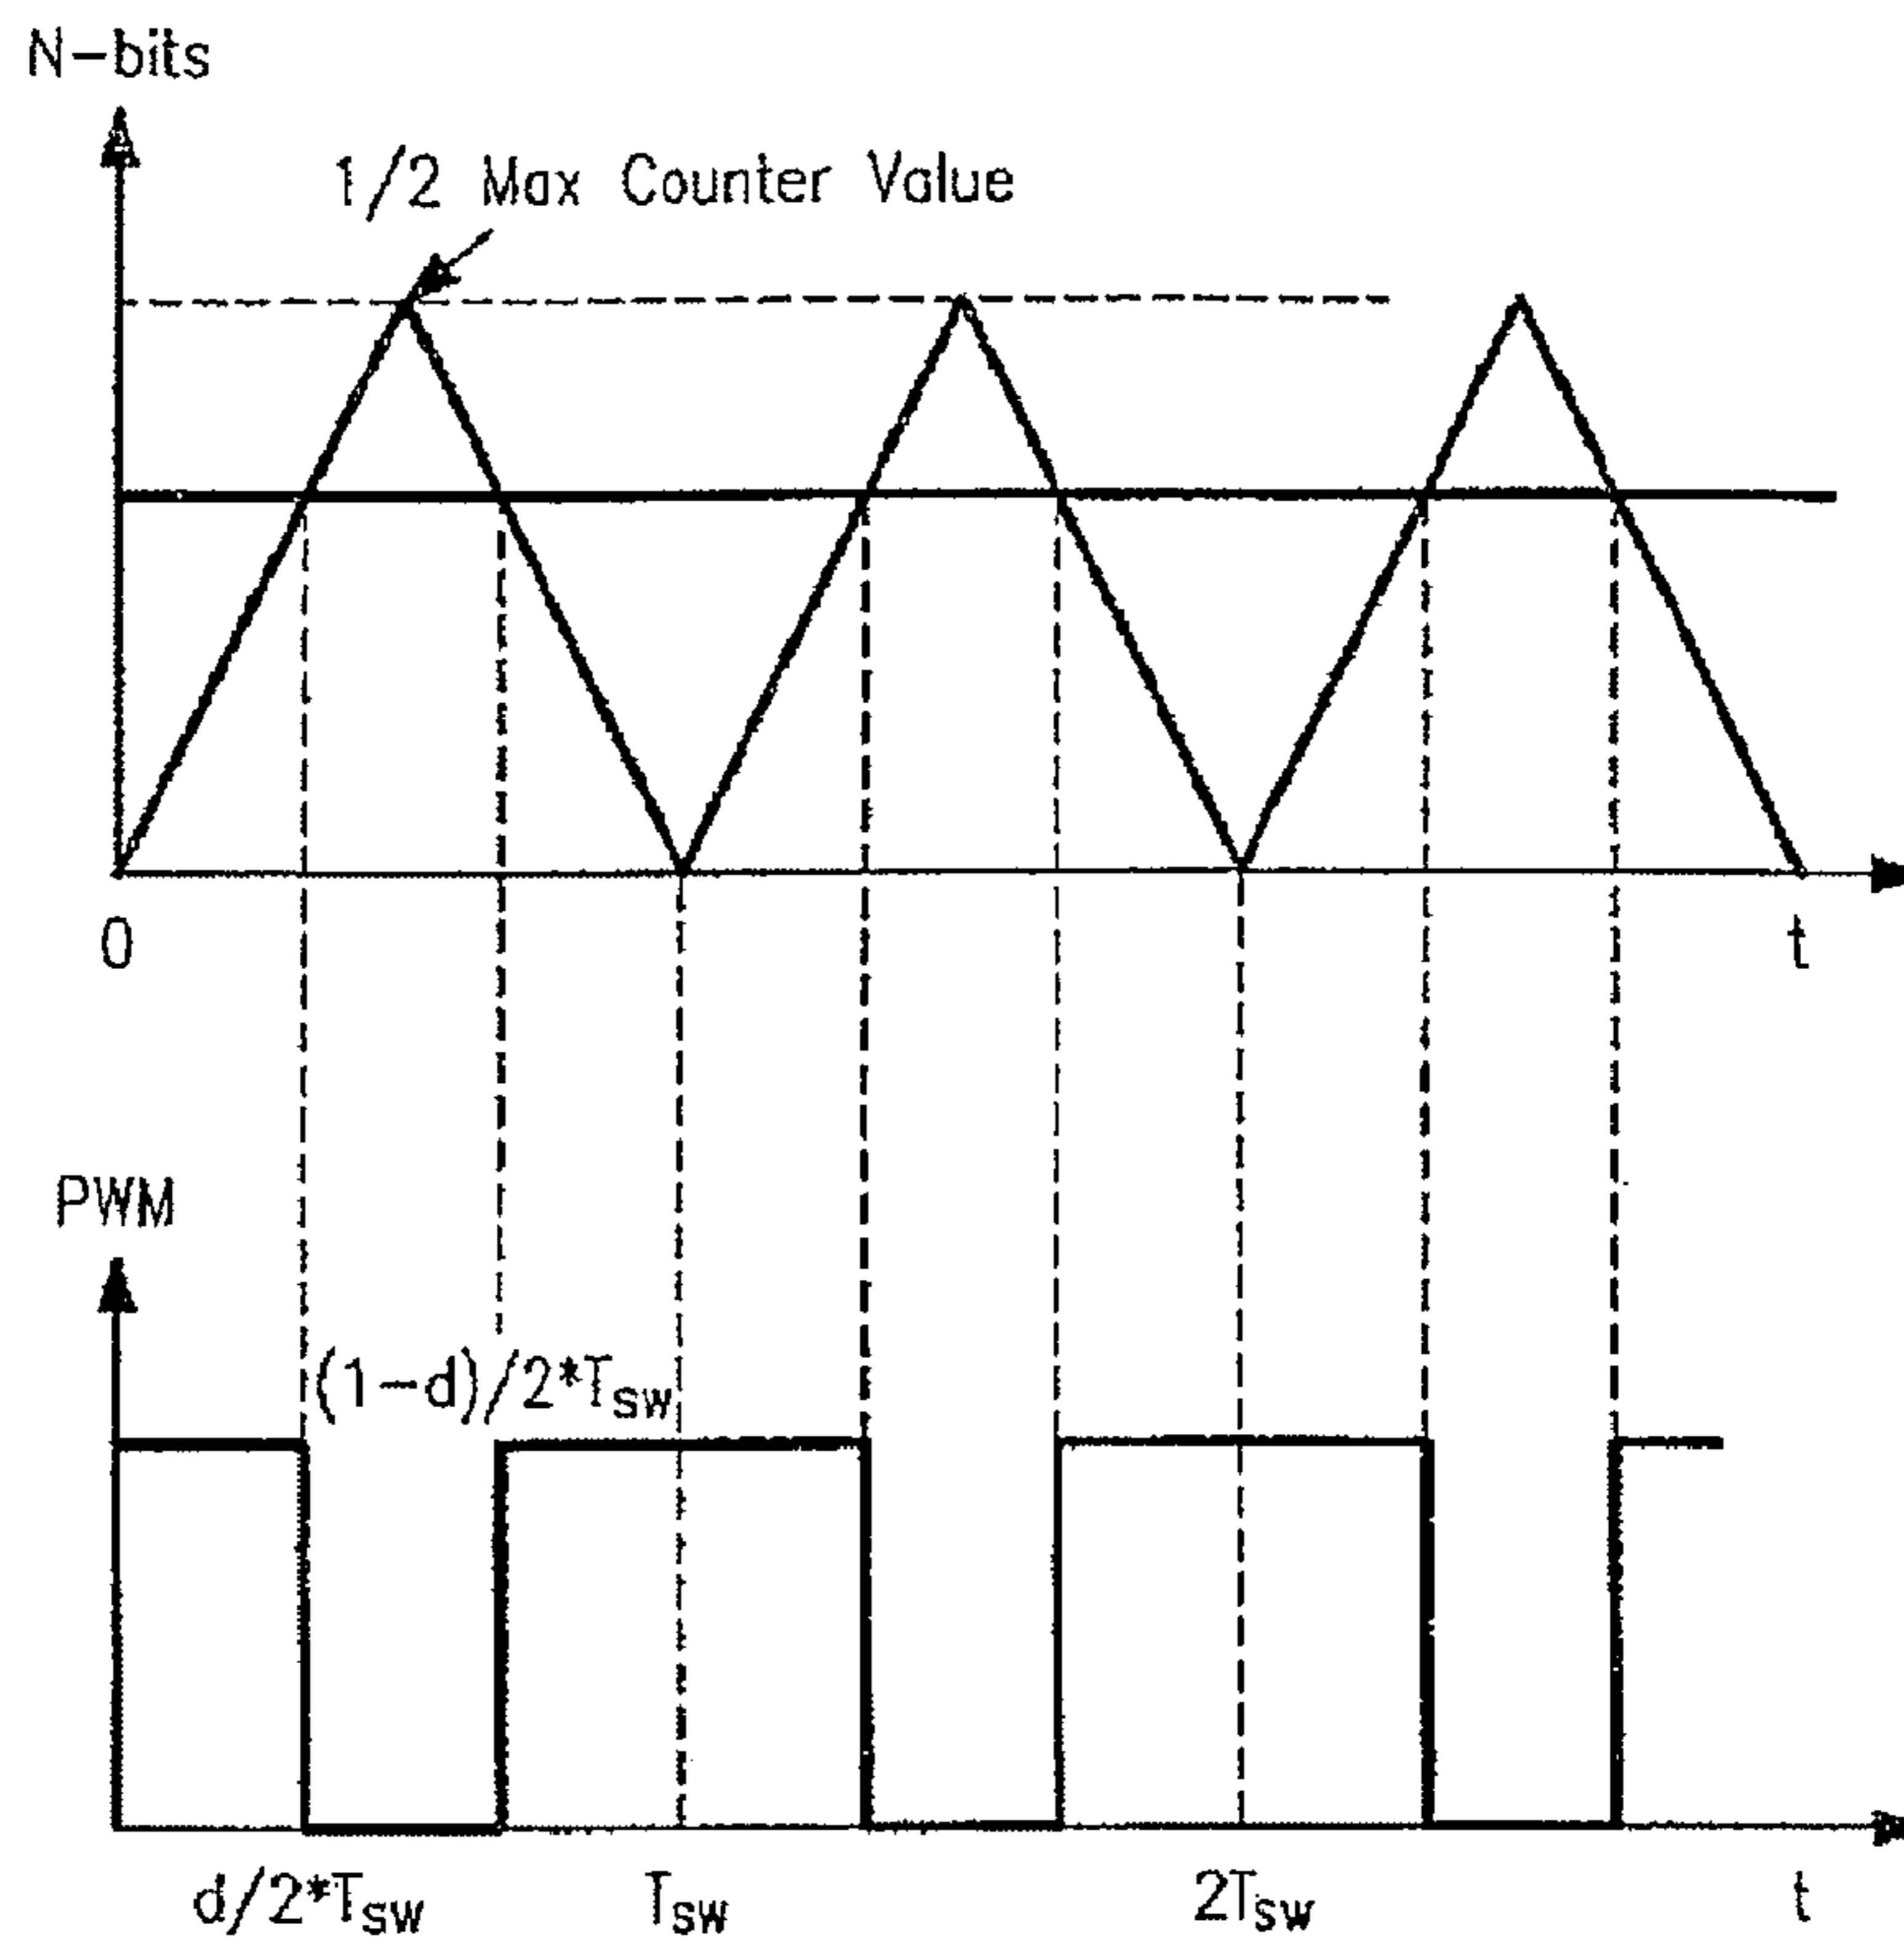 N-bits
1/2 Max Counter Value
0
t
PWM
(1-d)/2*Tsw
d/2*Tsw
Tsw
2Tsw
t